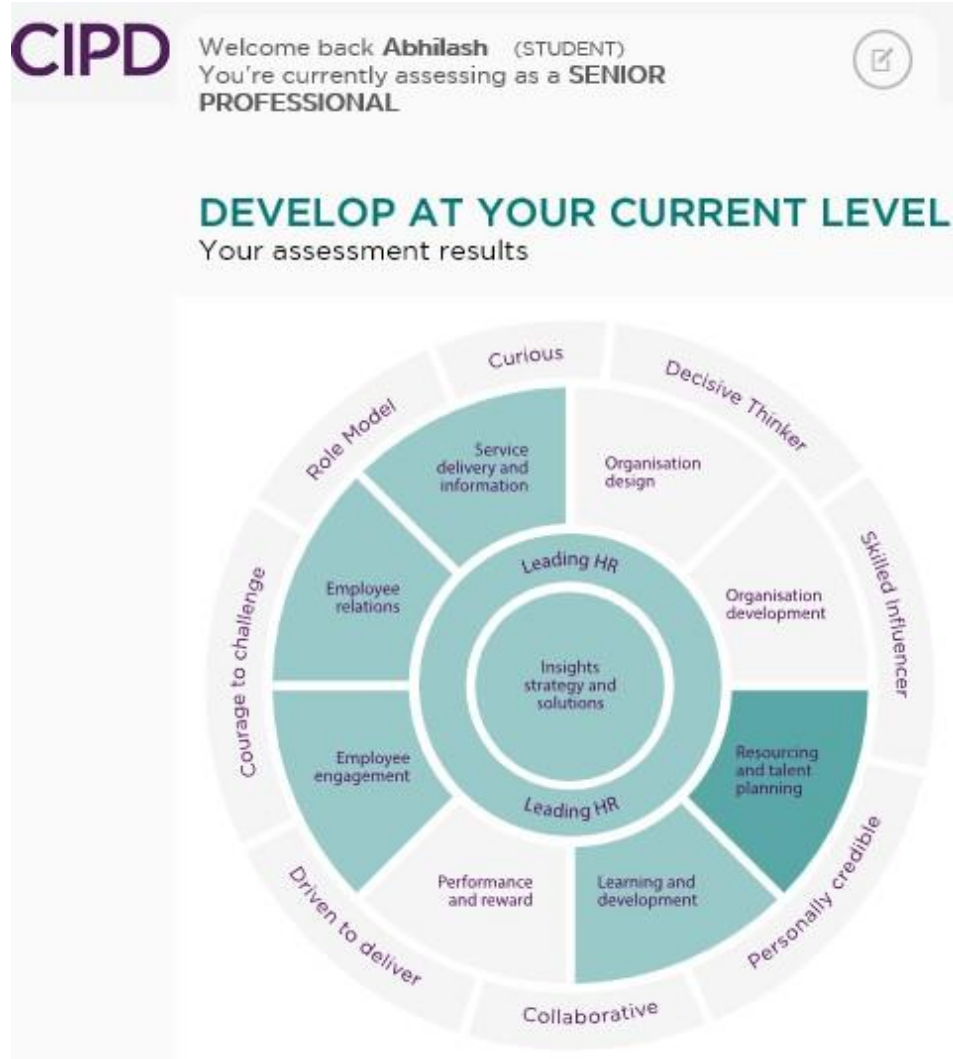 CIPD
Welcome back Abhilash (STUDENT)
You're currently assessing as a SENIOR
PROFESSIONAL
DEVELOP AT YOUR CURRENT LEVEL
Your assessment results
Curious
Decisive Thinker
Skilled Influencer
Personally credible
Collaborative
Driven to deliver
Courage to challenge
Role Model
Service
delivery and
information
Organisation
design
Organisation
development
Resourcing
and talent
planning
Learning and
development
Performance
and reward
Employee
engagement
Employee
relations
Leading HR
Insights
strategy and
solutions
Leading HR